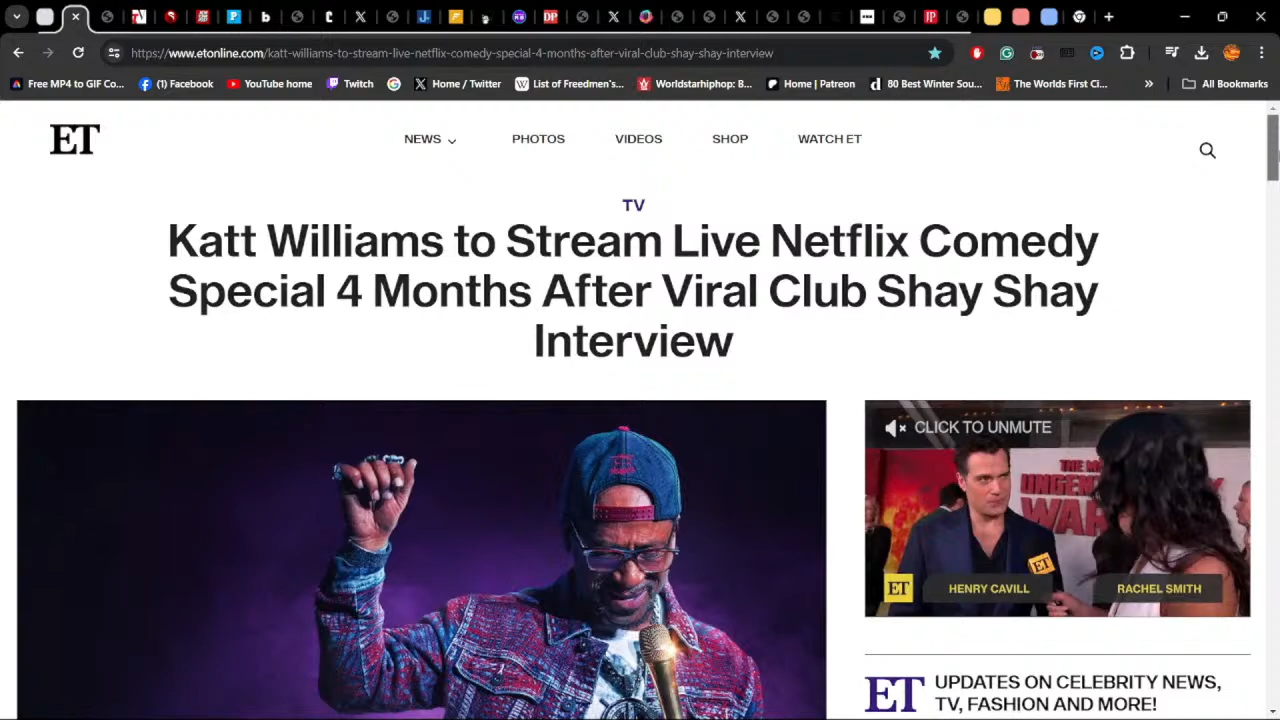 https://www.etonline.com/katt-williams-to-stream-live-netflix-comedy-special-4-months-after-viral-club-shay-shay-interview
Free MP4 to GIF Co...
(1) Facebook
YouTube home
Twitch
Home / Twitter
List of Freedmen's...
Worldstarhiphop: B...
Home | Patreon
80 Best Winter Sou...
The Worlds First Cl...
»
All Bookmarks
ET
NEWS
PHOTOS
VIDEOS
SHOP
WATCH ET
TV
Katt Williams to Stream Live Netflix Comedy
Special 4 Months After Viral Club Shay Shay
Interview
CLICK TO UNMUTE
ET
ET
HENRY CAVILL
RACHEL SMITH
ET
UPDATES ON CELEBRITY NEWS,
TV, FASHION AND MORE!